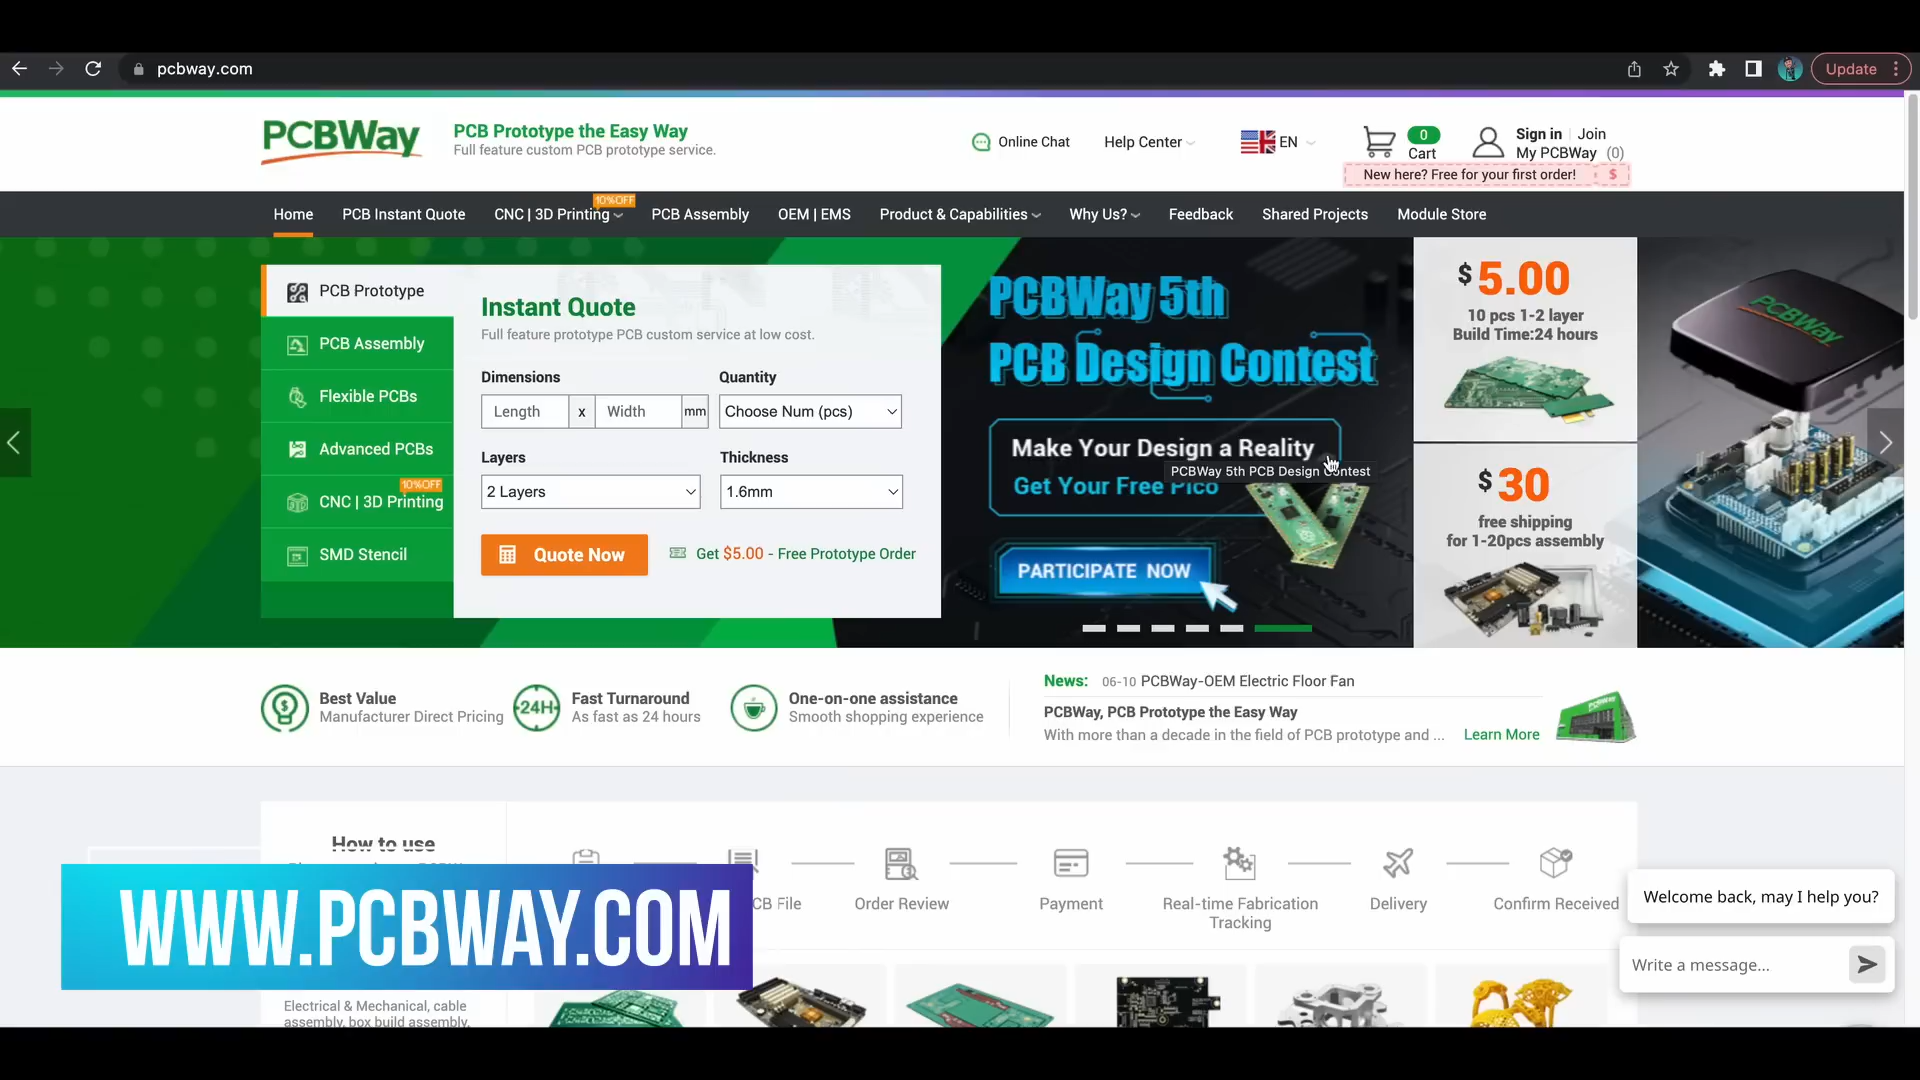 pcbway.com
Update
PCBWay
PCB Prototype the Easy Way
Full feature custom PCB prototype service.
Online Chat
Help Center
EN
0
Cart
Sign in
Join
My PCBWay (0)
New here? Free for your first order!
$
10%OFF
Home
PCB Instant Quote
CNC | 3D Printing
PCB Assembly
OEM | EMS
Product & Capabilities
Why Us?
Feedback
Shared Projects
Module Store
PCB Prototype
PCB Assembly
Flexible PCBs
Advanced PCBs
10%OFF
CNC | 3D Printing
SMD Stencil
Instant Quote
Full feature prototype PCB custom service at low cost.
Dimensions
Quantity
Length x Width mm
Choose Num (pcs)
Layers
Thickness
2 Layers
1.6mm
Quote Now
Get $5.00 - Free Prototype Order
PCBWay 5th
PCB Design Contest
Make Your Design a Reality
PCBWay 5th PCB Design Contest
Get Your Free Pico
PARTICIPATE NOW
$5.00
10 pcs 1-2 layer
Build Time:24 hours
$30
free shipping
for 1-20pcs assembly
PCBWay
Best Value
Manufacturer Direct Pricing
24H
Fast Turnaround
As fast as 24 hours
One-on-one assistance
Smooth shopping experience
News: 06-10 PCBWay-OEM Electric Floor Fan
PCBWay, PCB Prototype the Easy Way
With more than a decade in the field of PCB prototype and ... Learn More
How to use
CB File
Order Review
Payment
Real-time Fabrication
Tracking
Delivery
Confirm Received
WWW.PCBWAY.COM
Electrical & Mechanical, cable
assembly, box build assembly,
Welcome back, may I help you?
Write a message...